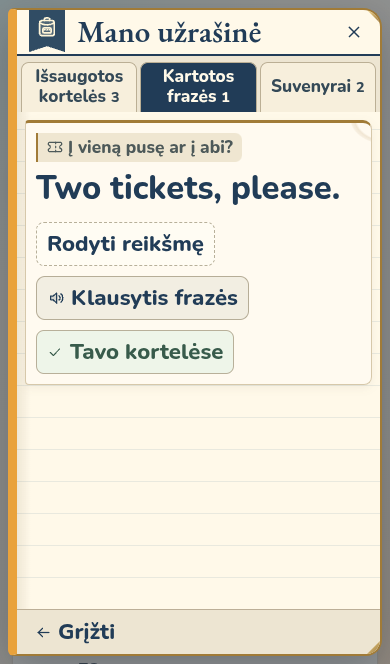 Mano užrašinė
Išsaugotos
kortelės 3
Kartotos
frazės 1
Suvenyrai 2
Į vieną pusę ar į abi?
Two tickets, please.
Rodyti reikšmę
Klausytis frazės
Tavo kortelėse
Grįžti